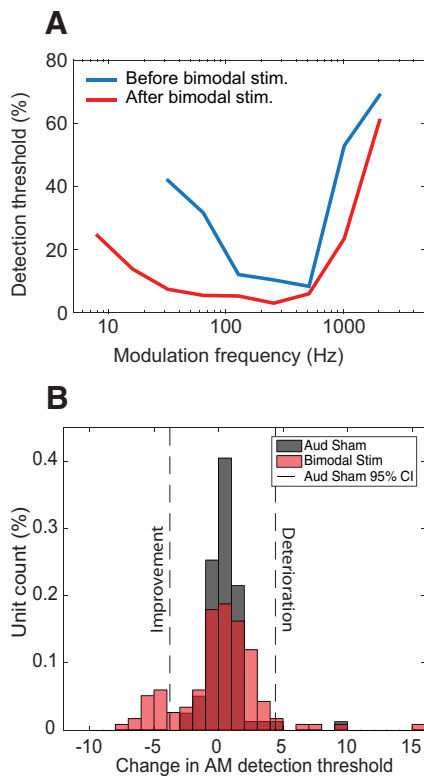 A
80
60
40
20
0
Detection threshold (%)
Before bimodal stim.
After bimodal stim.
10 100 1000
Modulation frequency (Hz)
B
0.4
0.3
0.2
0.1
0
Unit count (%)
Aud Sham
Bimodal Stim
Aud Sham 95% CI
Improvement
Deterioration
-10 -5 0 5 10 15
Change in AM detection threshold